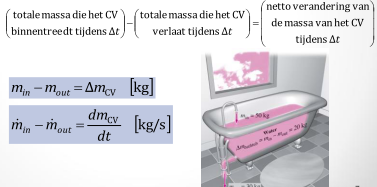 (totale massa die het CV binnentreedt tijdens Δt) − (totale massa die het CV verlaat tijdens Δt) = (netto verandering van de massa van het CV tijdens Δt)
m_in − m_out = Δm_CV [kg]
ṁ_in − ṁ_out = dm_CV/dt [kg/s]
m_in = 50 kg
Water
Δm_bathtub = m_in − m_out = 20 kg